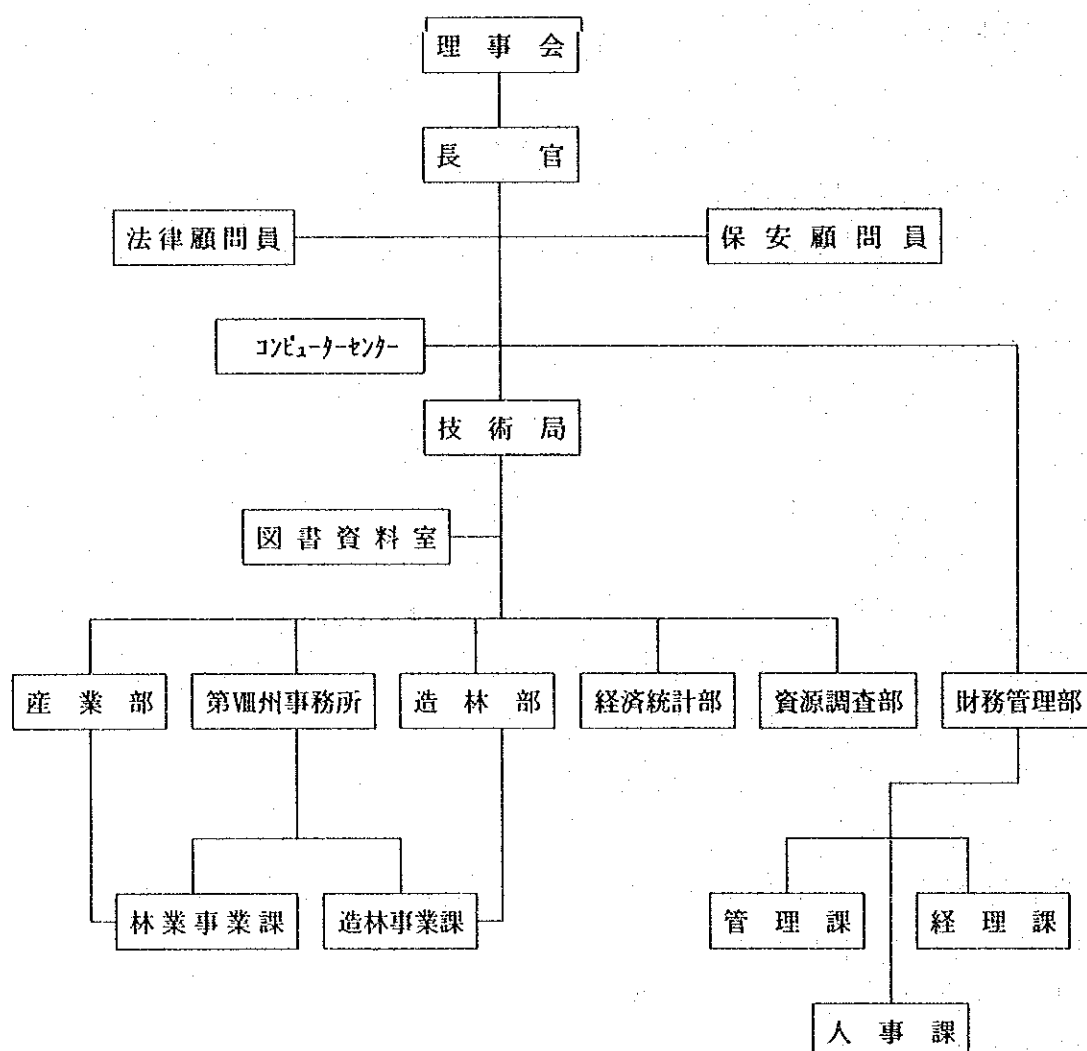 理事会
長官
法律顧問員
保安顧問員
コンピューターセンター
技術局
図書資料室
産業部
第Ⅷ州事務所
造林部
経済統計部
資源調査部
財務管理部
林業事業課
造林事業課
管理課
経理課
人事課